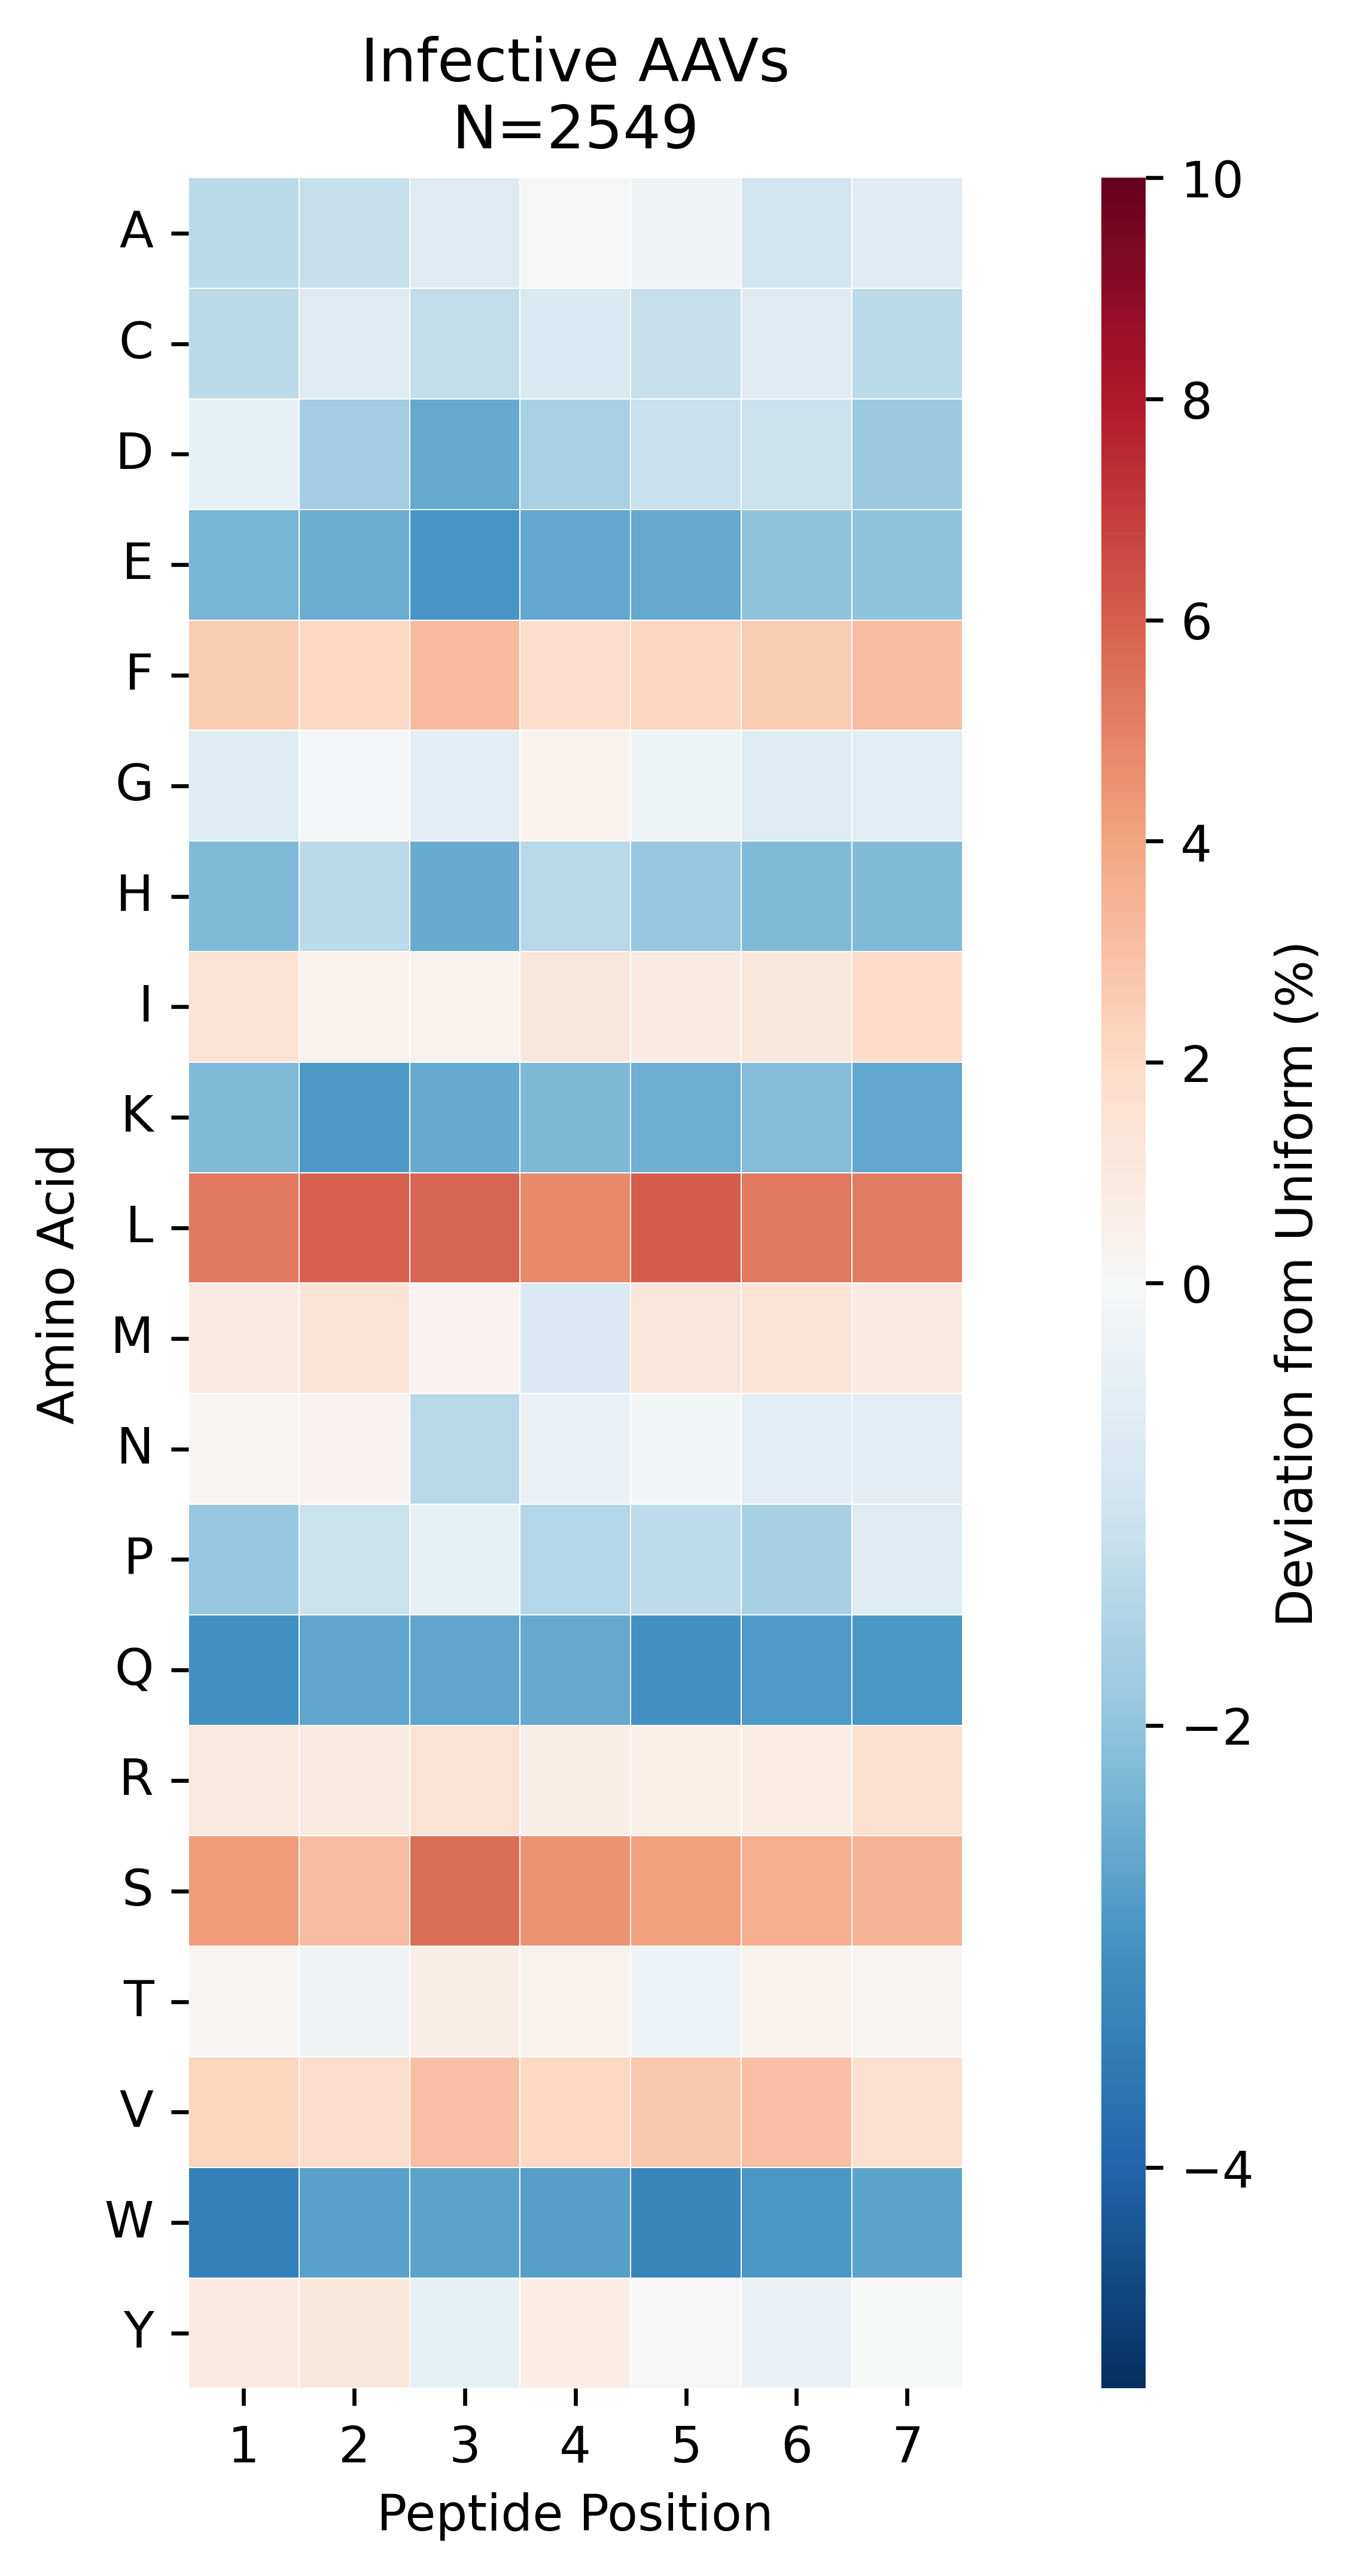 Infective AAVs
N=2549
Amino Acid
A
C
D
E
F
G
H
I
K
L
M
N
P
Q
R
S
T
V
W
Y
1 2 3 4 5 6 7
Peptide Position
10
8
6
4
2
0
−2
−4
Deviation from Uniform (%)